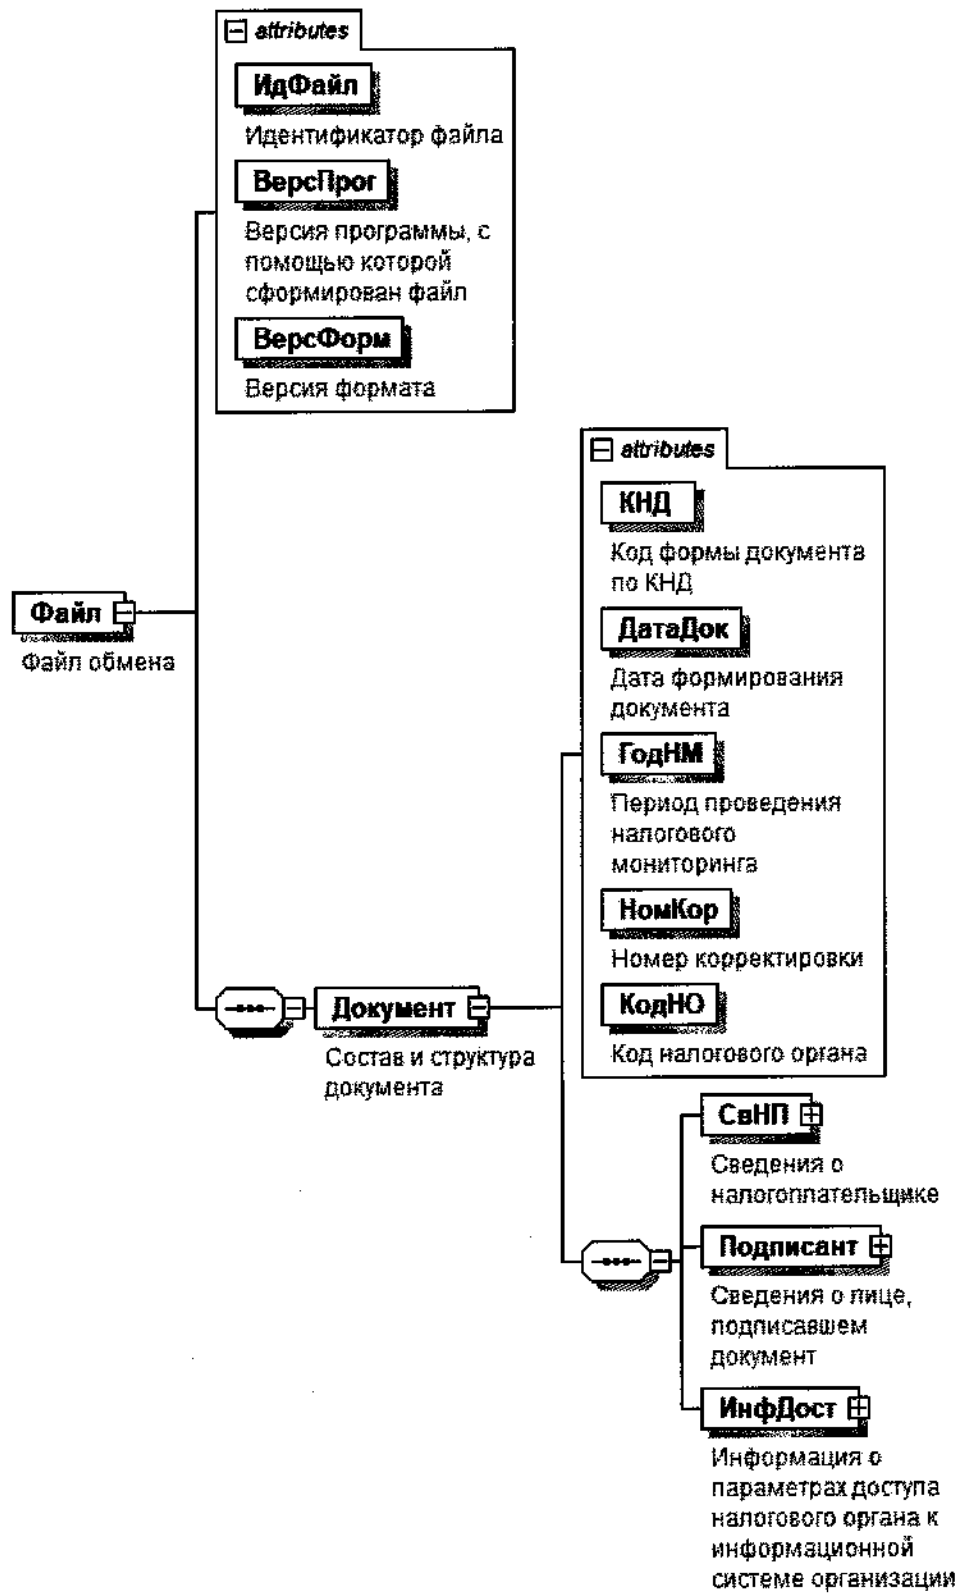 attributes
ИдФайл
Идентификатор файла
ВерсПрог
Версия программы, с
помощью которой
сформирован файл
ВерсФорм
Версия формата
Файл
Файл обмена
attributes
КНД
Код формы документа
по КНД
ДатаДок
Дата формирования
документа
ГодНМ
Период проведения
налогового
мониторинга
НомКор
Номер корректировки
КодНО
Код налогового органа
Документ
Состав и структура
документа
СвНП
Сведения о
налогоплательщике
Подписант
Сведения о лице,
подписавшем
документ
ИнфДост
Информация о
параметрах доступа
налогового органа к
информационной
системе организации